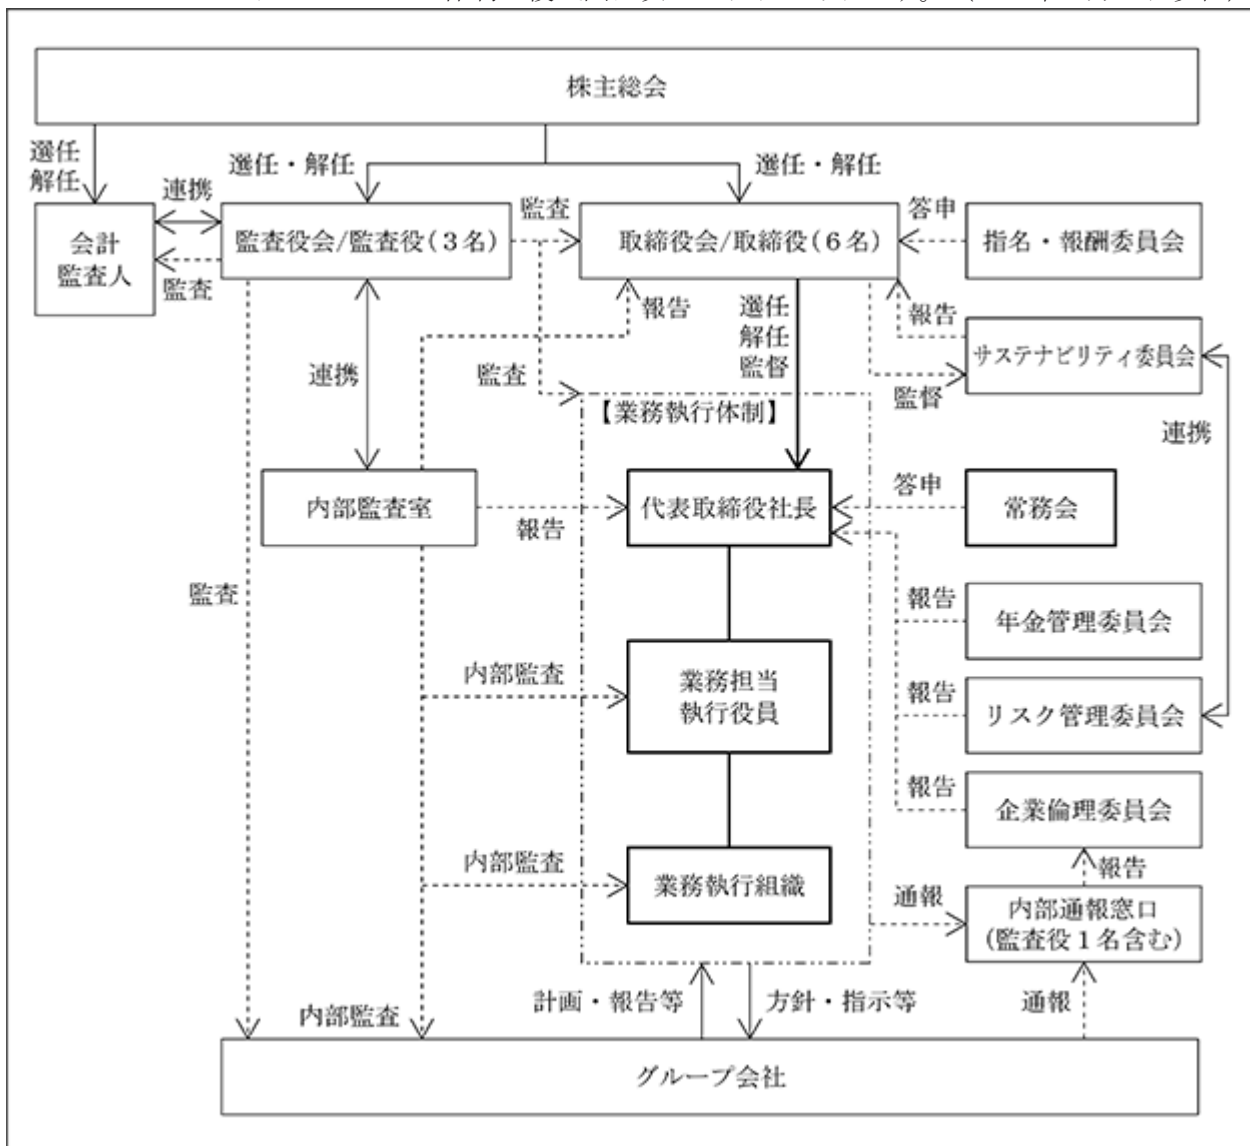 株主総会
選任
解任
選任・解任
選任・解任
連携
監査
答申
会計
監査人
監査役会/監査役(3名)
取締役会/取締役(6名)
指名・報酬委員会
監査
報告
選任
解任
監督
報告
サステナビリティ委員会
連携
監査
監督
【業務執行体制】
連携
内部監査室
報告
代表取締役社長
答申
常務会
監査
報告
年金管理委員会
内部監査
業務担当
執行役員
報告
リスク管理委員会
報告
企業倫理委員会
内部監査
業務執行組織
報告
通報
内部通報窓口
(監査役1名含む)
内部監査
計画・報告等
方針・指示等
通報
グループ会社